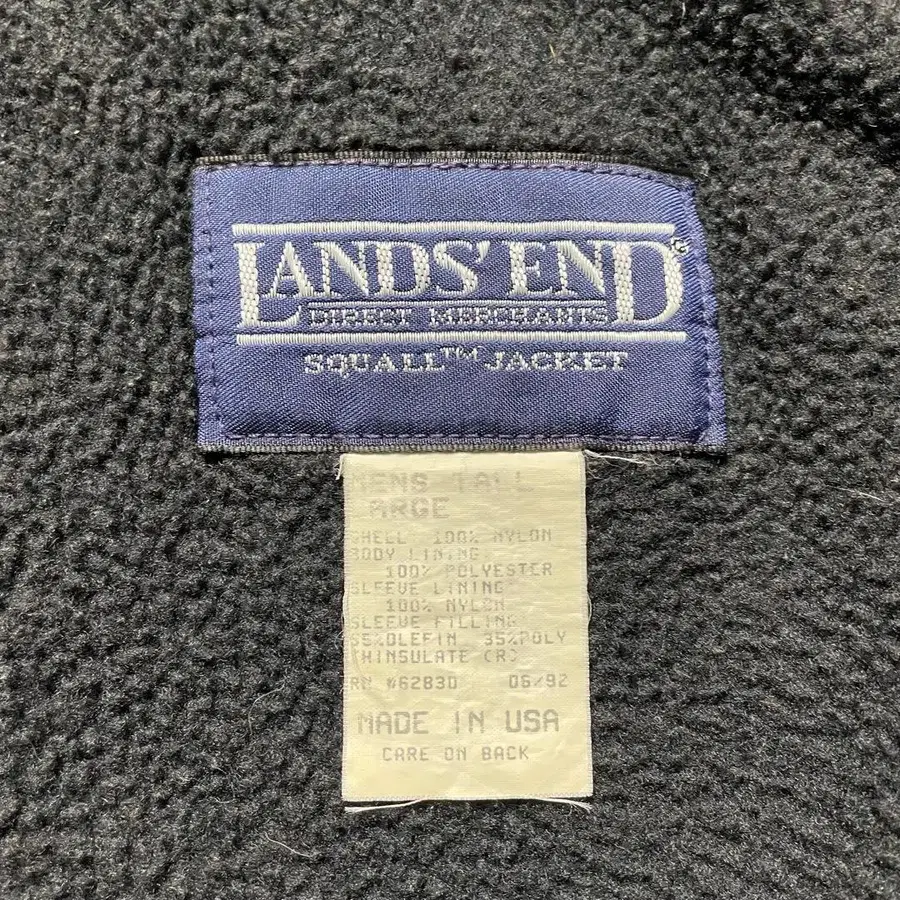 LANDS' END®
DIRECT MERCHANTS
SQUALL™ JACKET
MENS TALL
LARGE
SHELL 100% NYLON
BODY LINING
100% POLYESTER
SLEEVE LINING
100% NYLON
SLEEVE FILLING
65%OLEFIN 35%POLY
THINSULATE (R)
RN #62830 06/92
MADE IN USA
CARE ON BACK